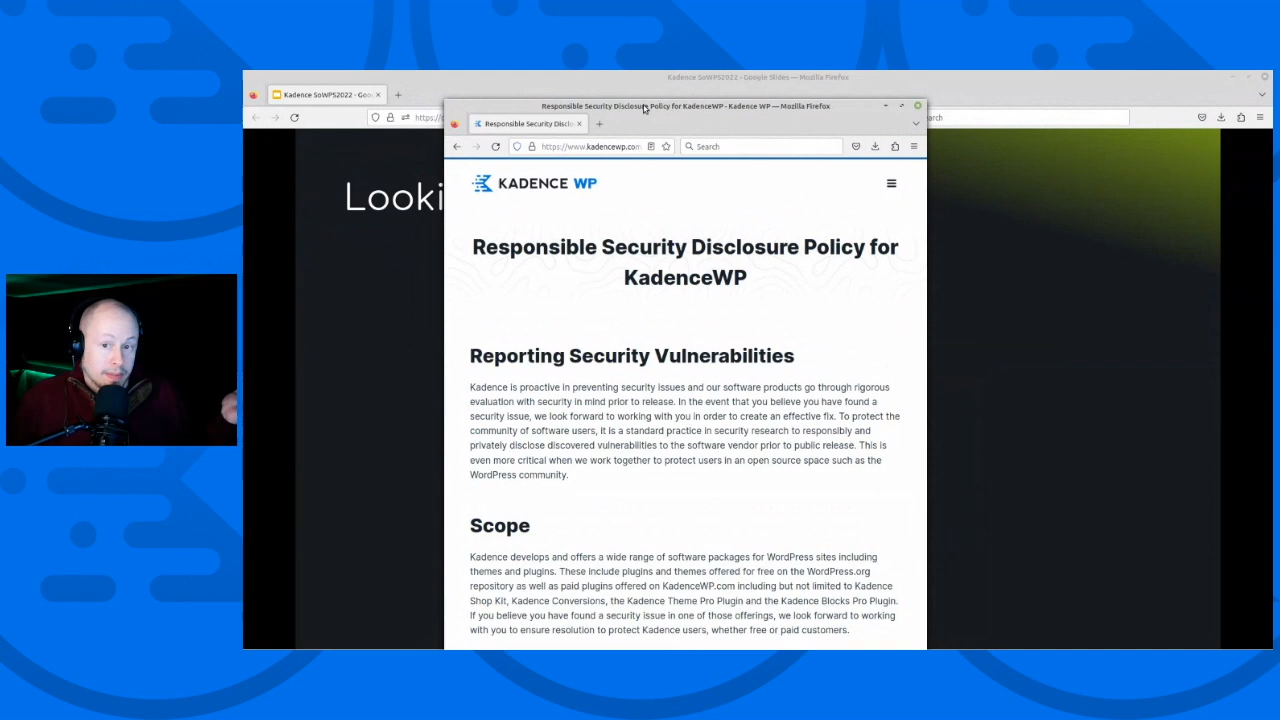 Kadence SoWPS2022 - Google Slides — Mozilla Firefox
Kadence SoWPS2022 - Goo
https://
arch
Looki
Responsible Security Disclosure Policy for KadenceWP - Kadence WP — Mozilla Firefox
Responsible Security Disclo
https://www.kadencewp.com
Search
KADENCE WP
Responsible Security Disclosure Policy for
KadenceWP
Reporting Security Vulnerabilities
Kadence is proactive in preventing security issues and our software products go through rigorous
evaluation with security in mind prior to release. In the event that you believe you have found a
security issue, we look forward to working with you in order to create an effective fix. To protect the
community of software users, it is a standard practice in security research to responsibly and
privately disclose discovered vulnerabilities to the software vendor prior to public release. This is
even more critical when we work together to protect users in an open source space such as the
WordPress community.
Scope
Kadence develops and offers a wide range of software packages for WordPress sites including
themes and plugins. These include plugins and themes offered for free on the WordPress.org
repository as well as paid plugins offered on KadenceWP.com including but not limited to Kadence
Shop Kit, Kadence Conversions, the Kadence Theme Pro Plugin and the Kadence Blocks Pro Plugin.
If you believe you have found a security issue in one of those offerings, we look forward to working
with you to ensure resolution to protect Kadence users, whether free or paid customers.